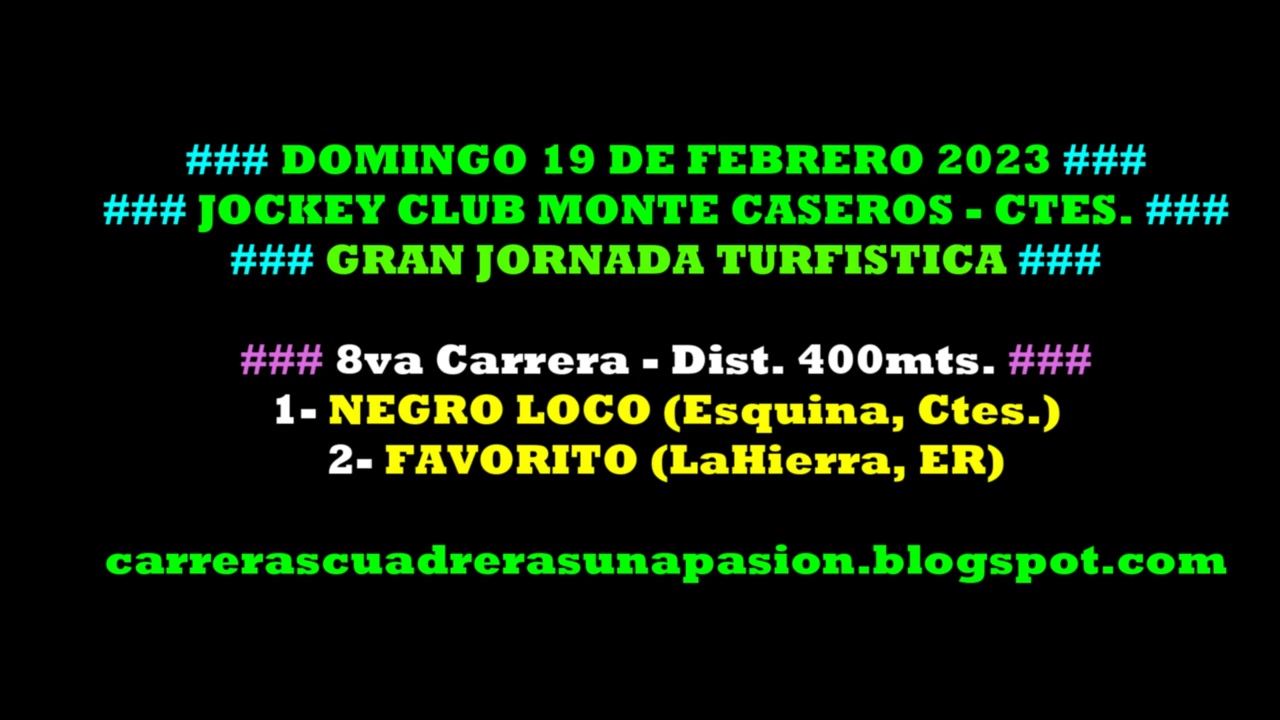 ### DOMINGO 19 DE FEBRERO 2023 ###
### JOCKEY CLUB MONTE CASEROS - CTES. ###
### GRAN JORNADA TURFISTICA ###
### 8va Carrera - Dist. 400mts. ###
1- NEGRO LOCO (Esquina, Ctes.)
2- FAVORITO (LaHierra, ER)
carrerascuadrerasunapasion.blogspot.com